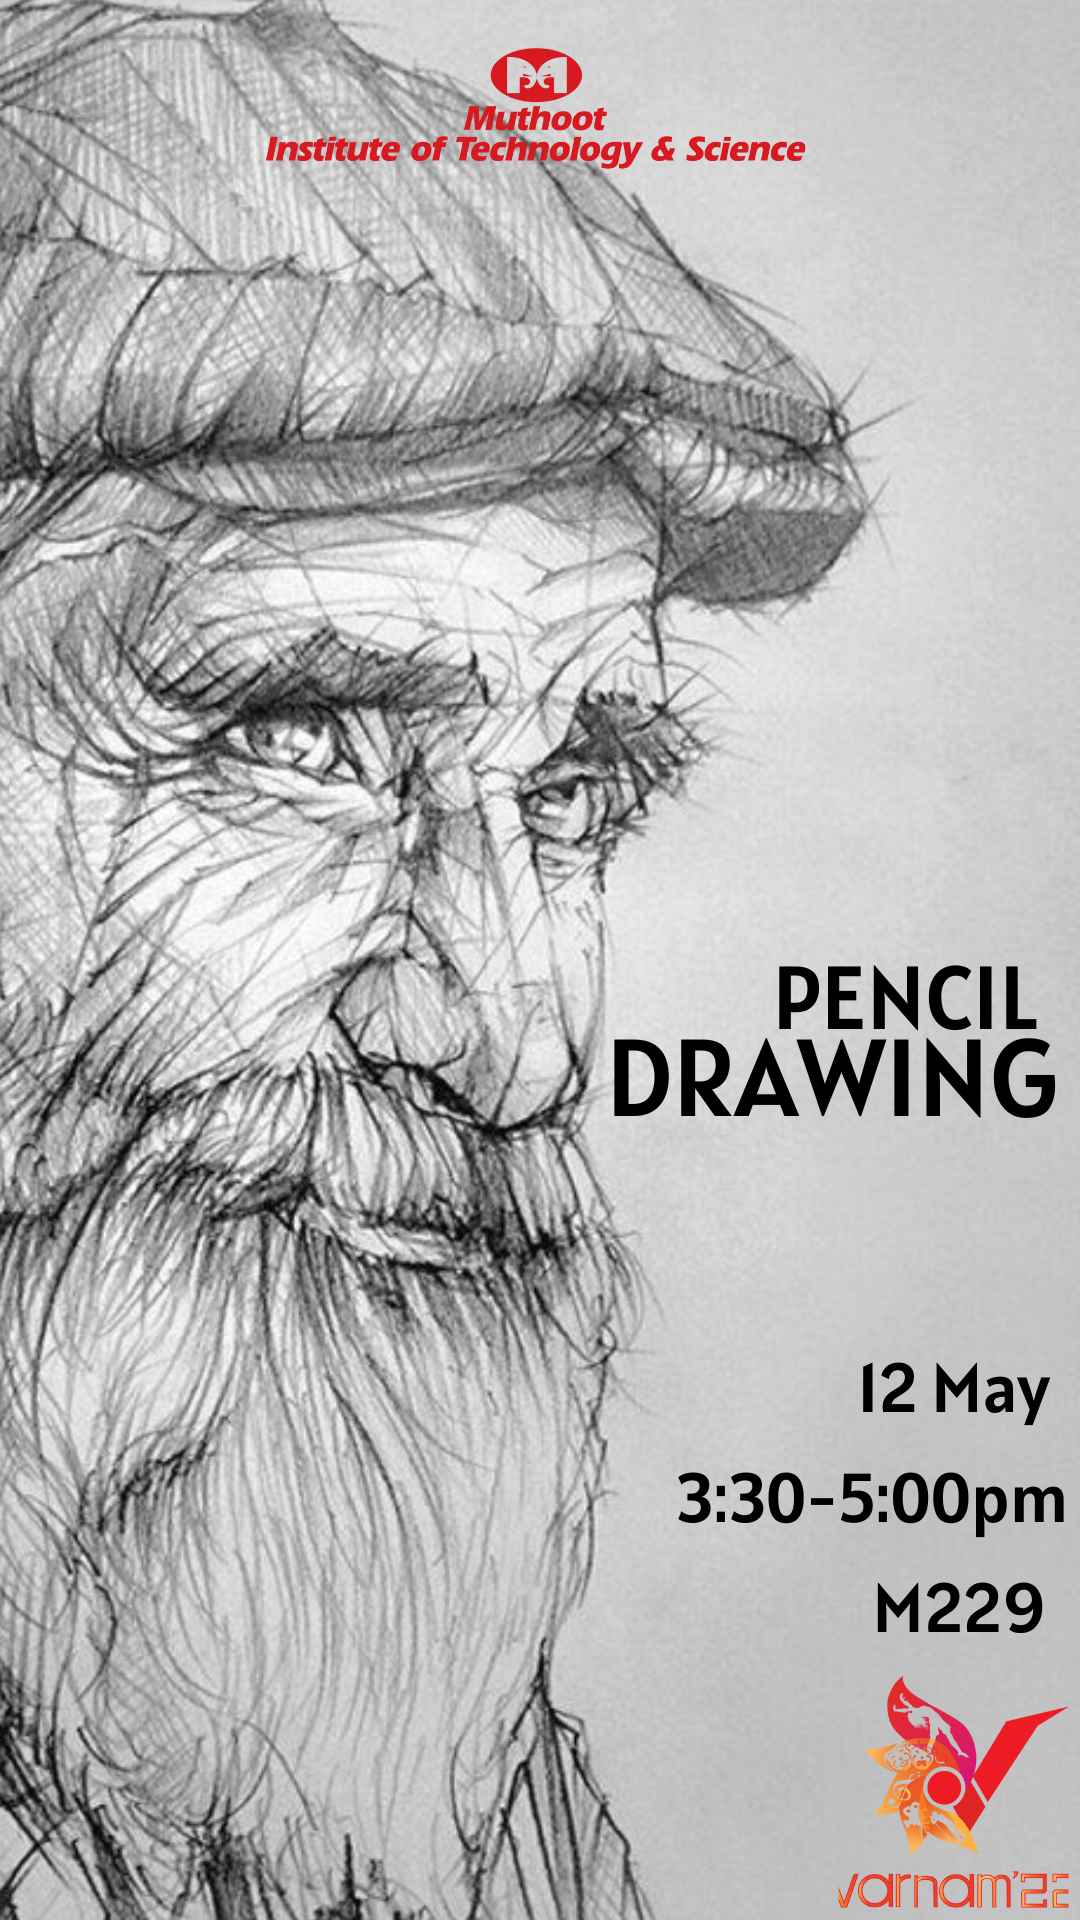 Muthoot
Institute of Technology & Science
PENCIL
DRAWING
12 May
3:30-5:00pm
M229
varnam'22